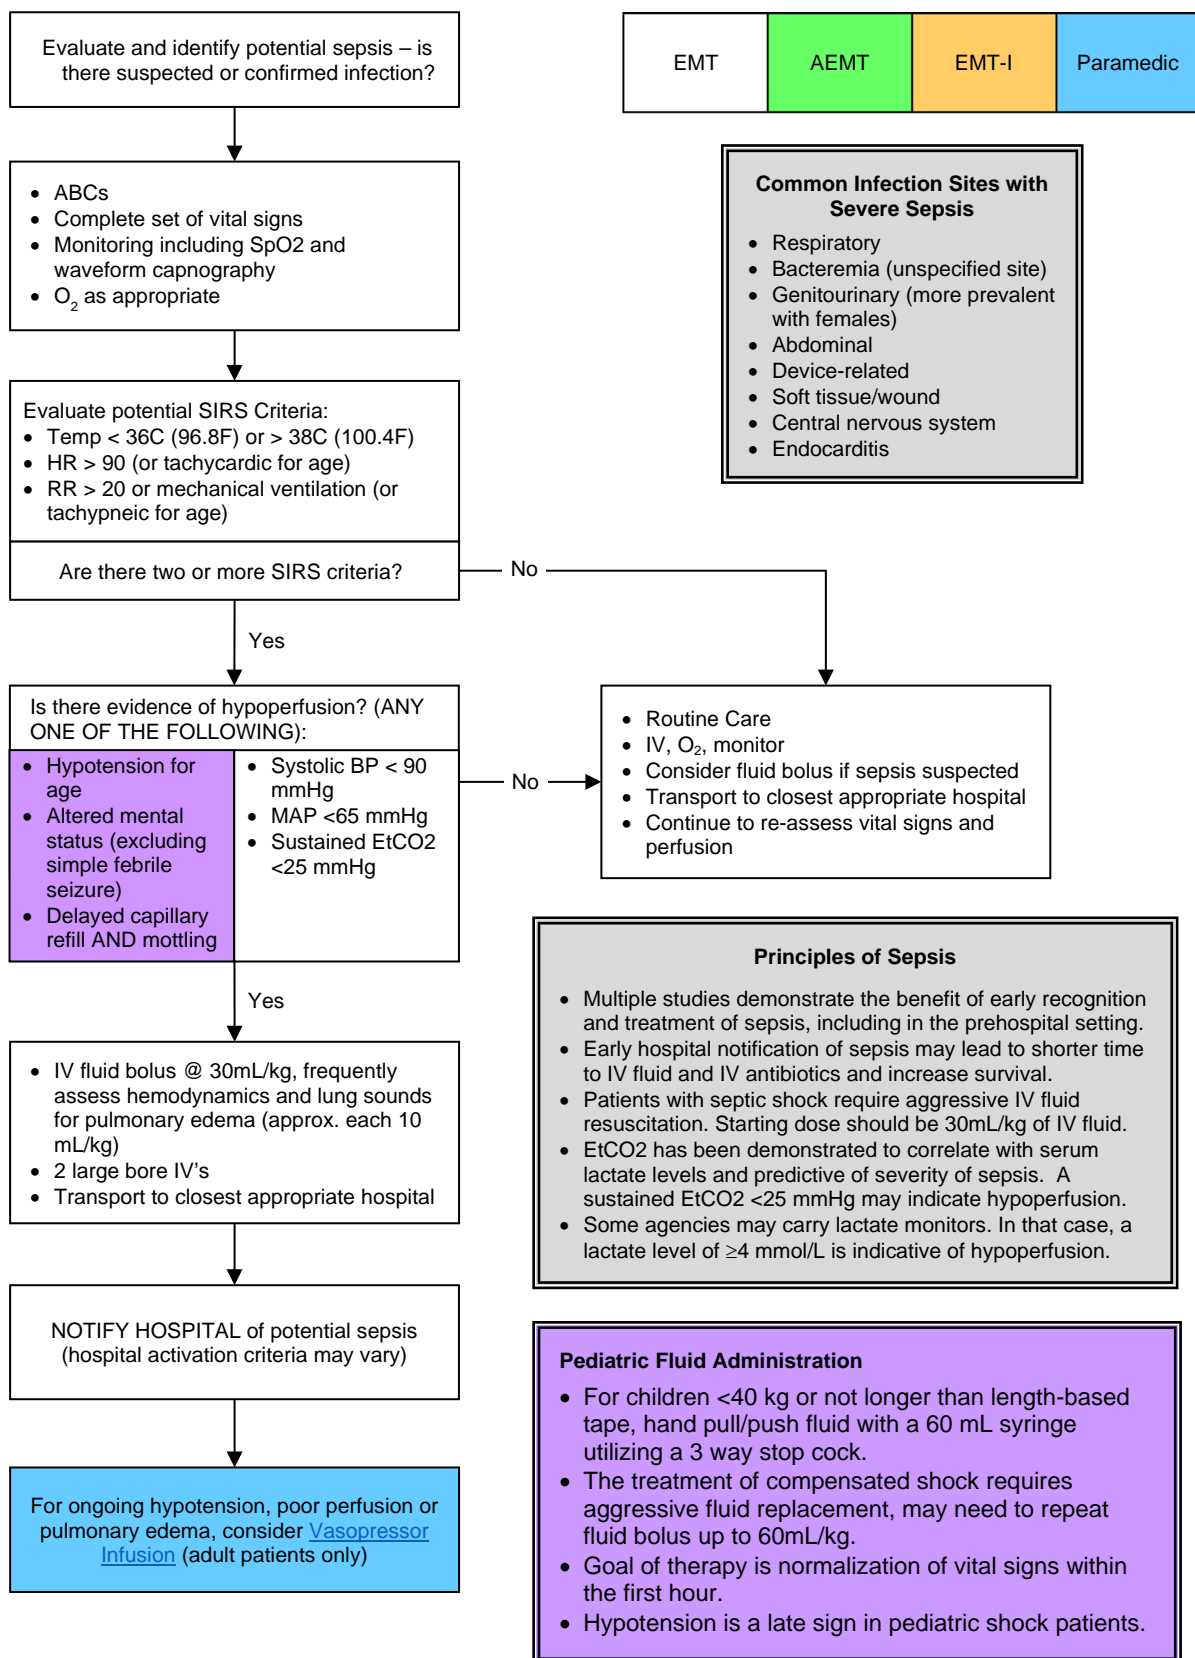 Evaluate and identify potential sepsis – is
there suspected or confirmed infection?
EMT
AEMT
EMT-I
Paramedic
• ABCs
• Complete set of vital signs
• Monitoring including SpO2 and
waveform capnography
• O2 as appropriate
Common Infection Sites with
Severe Sepsis
• Respiratory
• Bacteremia (unspecified site)
• Genitourinary (more prevalent
with females)
• Abdominal
• Device-related
• Soft tissue/wound
• Central nervous system
• Endocarditis
Evaluate potential SIRS Criteria:
• Temp < 36C (96.8F) or > 38C (100.4F)
• HR > 90 (or tachycardic for age)
• RR > 20 or mechanical ventilation (or
tachypneic for age)
Are there two or more SIRS criteria?
No
Yes
Is there evidence of hypoperfusion? (ANY
ONE OF THE FOLLOWING):
• Hypotension for
age
• Altered mental
status (excluding
simple febrile
seizure)
• Delayed capillary
refill AND mottling
• Systolic BP < 90
mmHg
• MAP <65 mmHg
• Sustained EtCO2
<25 mmHg
No
• Routine Care
• IV, O2, monitor
• Consider fluid bolus if sepsis suspected
• Transport to closest appropriate hospital
• Continue to re-assess vital signs and
perfusion
Yes
• IV fluid bolus @ 30mL/kg, frequently
assess hemodynamics and lung sounds
for pulmonary edema (approx. each 10
mL/kg)
• 2 large bore IV's
• Transport to closest appropriate hospital
Principles of Sepsis
• Multiple studies demonstrate the benefit of early recognition
and treatment of sepsis, including in the prehospital setting.
• Early hospital notification of sepsis may lead to shorter time
to IV fluid and IV antibiotics and increase survival.
• Patients with septic shock require aggressive IV fluid
resuscitation. Starting dose should be 30mL/kg of IV fluid.
• EtCO2 has been demonstrated to correlate with serum
lactate levels and predictive of severity of sepsis.  A
sustained EtCO2 <25 mmHg may indicate hypoperfusion.
• Some agencies may carry lactate monitors. In that case, a
lactate level of ≥4 mmol/L is indicative of hypoperfusion.
NOTIFY HOSPITAL of potential sepsis
(hospital activation criteria may vary)
For ongoing hypotension, poor perfusion or
pulmonary edema, consider Vasopressor
Infusion (adult patients only)
Pediatric Fluid Administration
• For children <40 kg or not longer than length-based
tape, hand pull/push fluid with a 60 mL syringe
utilizing a 3 way stop cock.
• The treatment of compensated shock requires
aggressive fluid replacement, may need to repeat
fluid bolus up to 60mL/kg.
• Goal of therapy is normalization of vital signs within
the first hour.
• Hypotension is a late sign in pediatric shock patients.